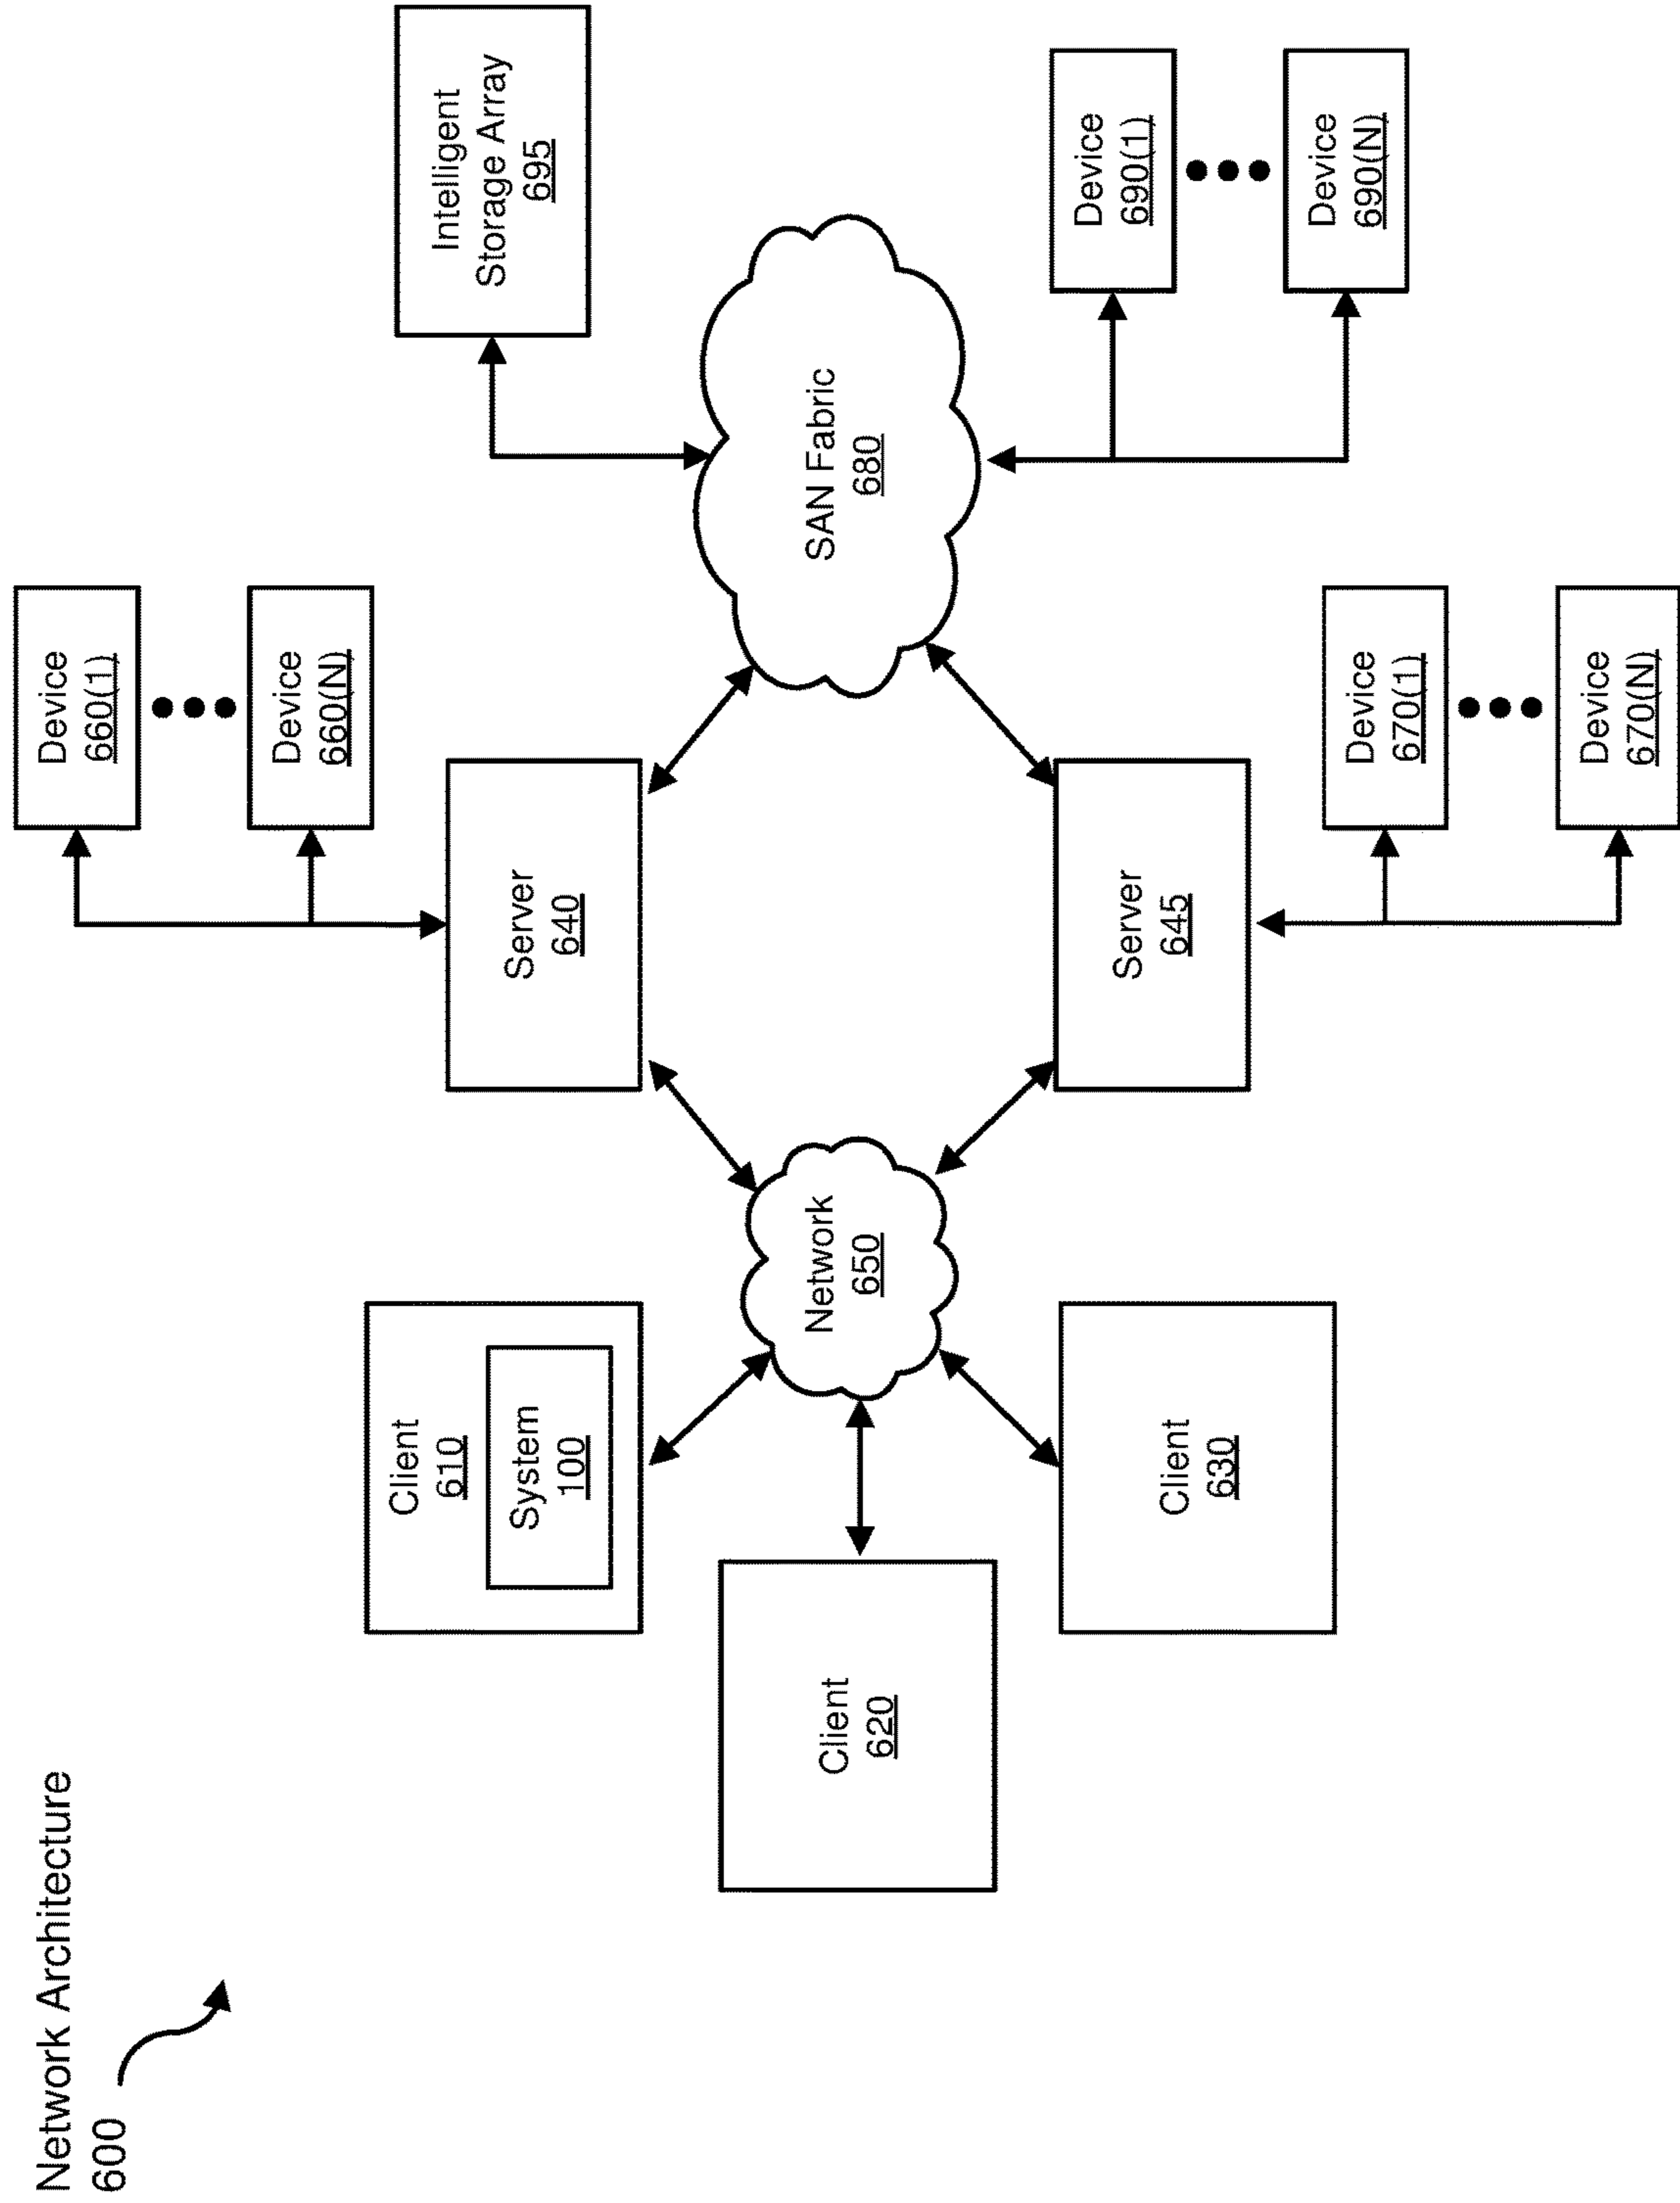 Network Architecture
600
Device
660(1)
Device
660(N)
Intelligent
Storage Array
695
Client
610
System
100
Server
640
Client
620
Network
650
SAN Fabric
680
Device
690(1)
Device
690(N)
Client
630
Server
645
Device
670(1)
Device
670(N)